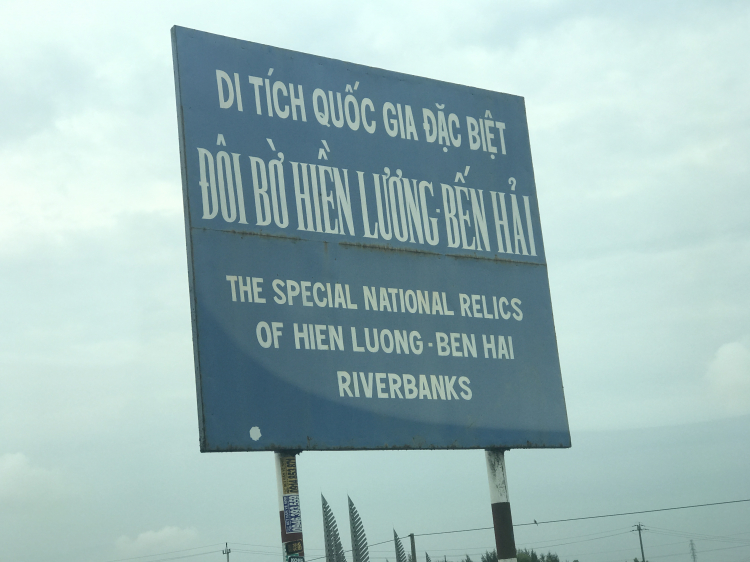 DI TÍCH QUỐC GIA ĐẶC BIỆT
ĐÔI BỜ HIỀN LƯƠNG-BẾN HẢI
THE SPECIAL NATIONAL RELICS
OF HIEN LUONG-BEN HAI
RIVERBANKS